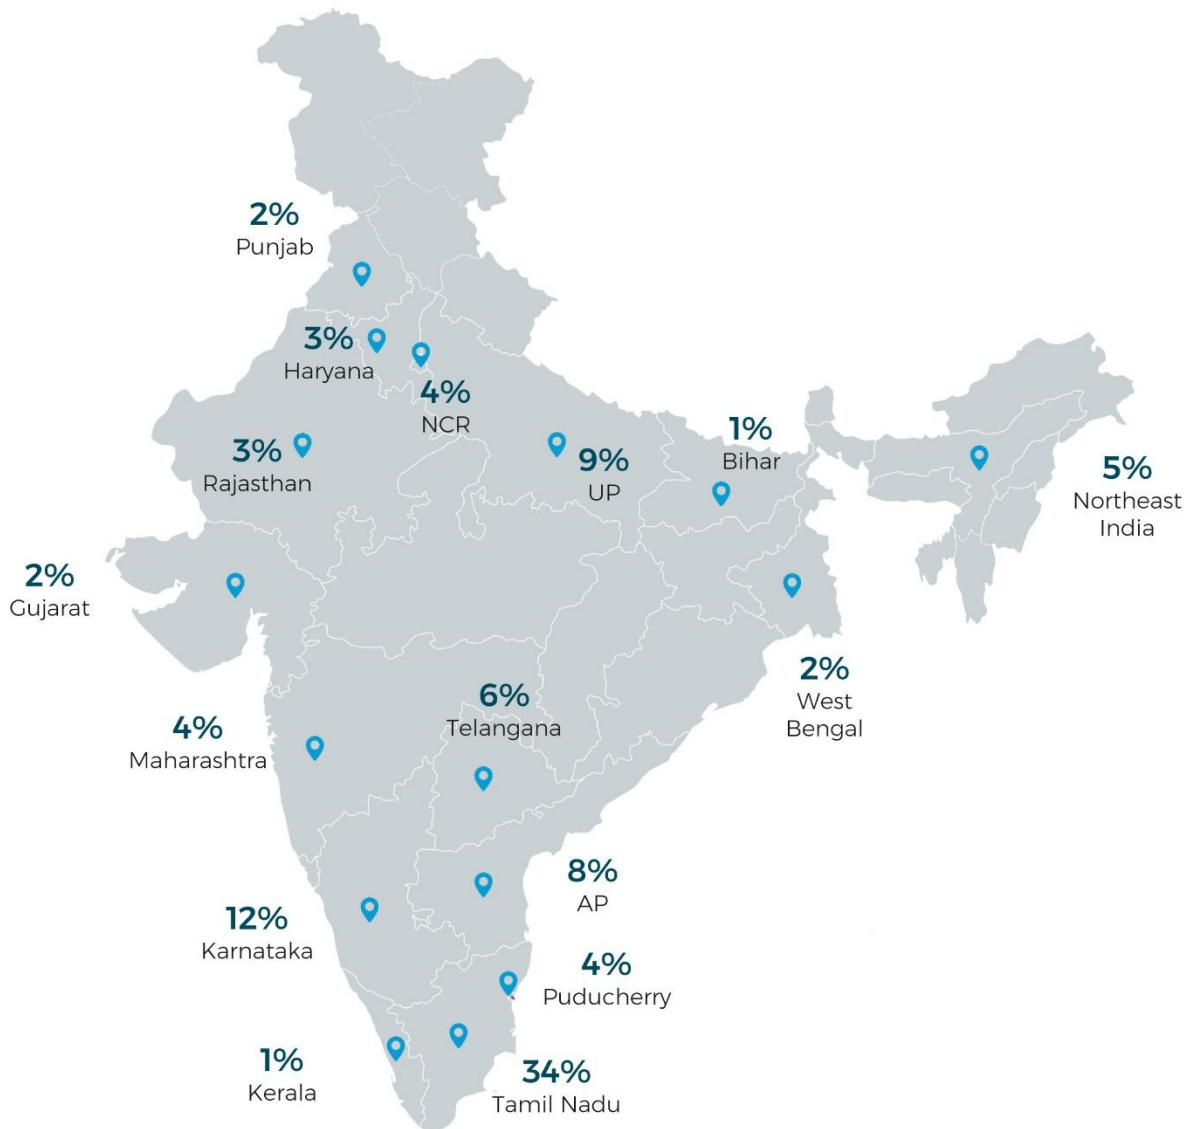 2%
Punjab
3%
Haryana
4%
NCR
3%
Rajasthan
9%
UP
1%
Bihar
5%
Northeast
India
2%
Gujarat
2%
West
Bengal
6%
Telangana
4%
Maharashtra
8%
AP
12%
Karnataka
4%
Puducherry
1%
Kerala
34%
Tamil Nadu